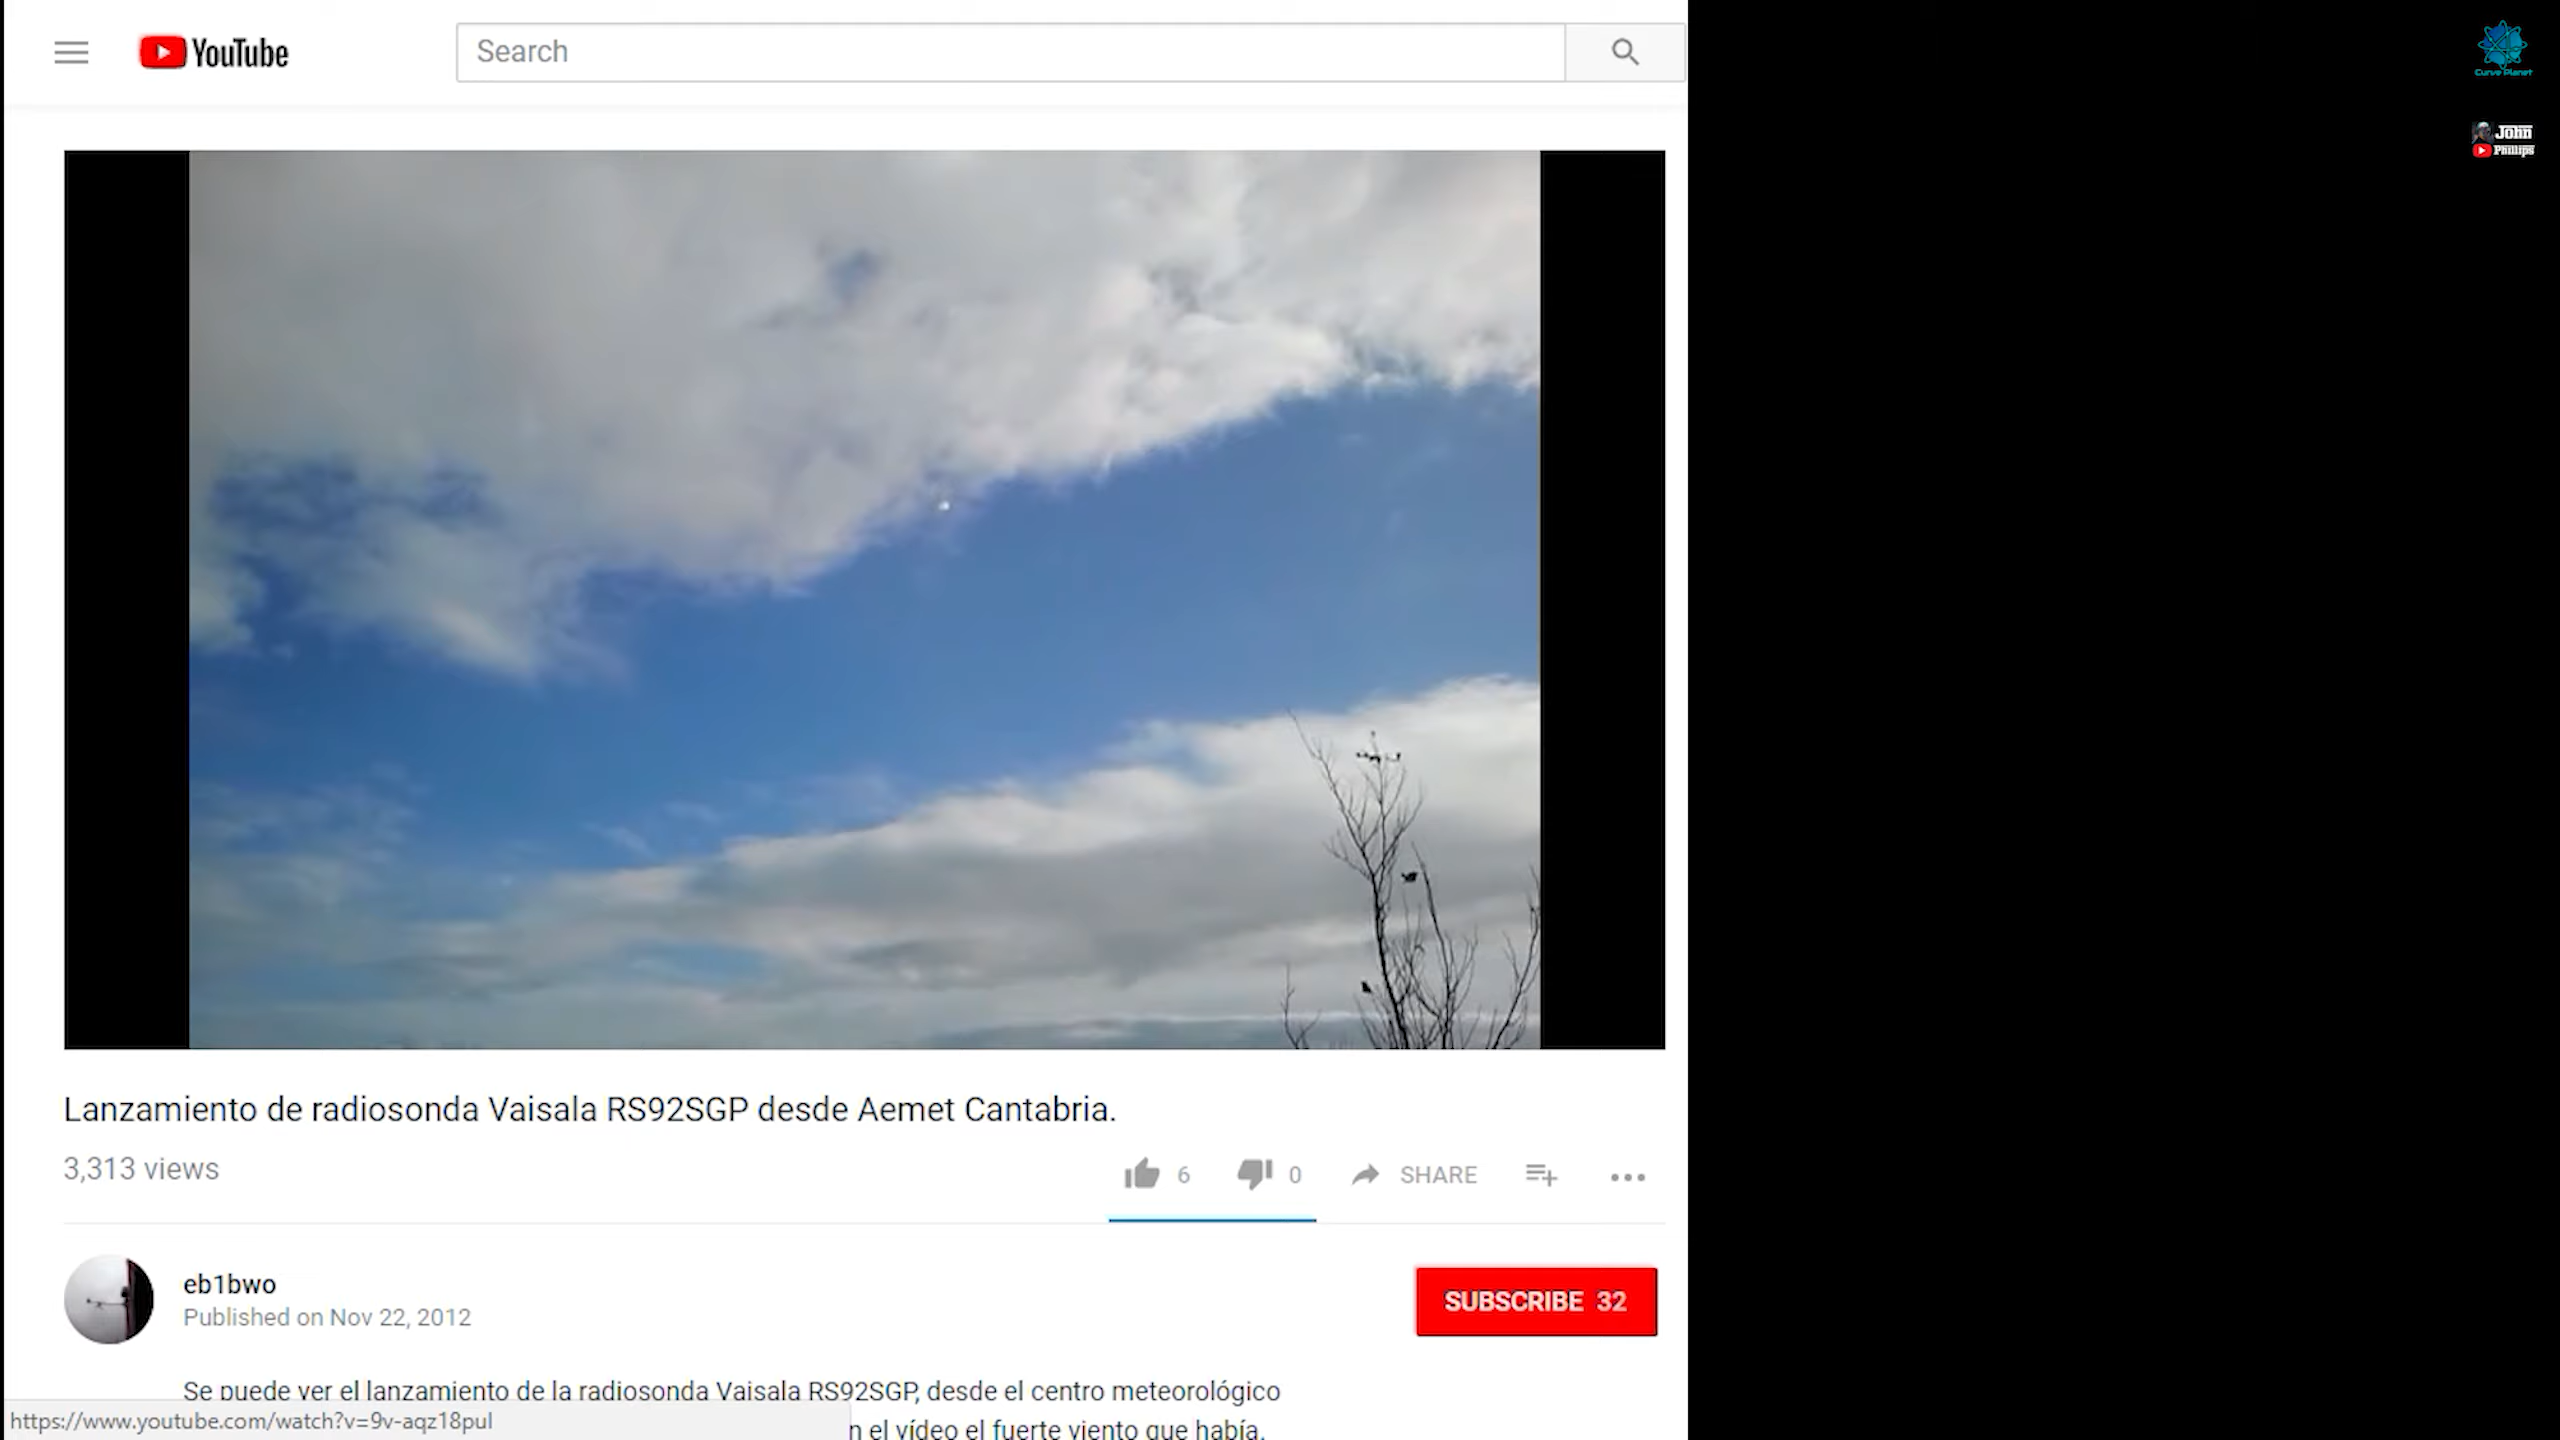 YouTube
Search
Curve Planet
John
Phillips
Lanzamiento de radiosonda Vaisala RS92SGP desde Aemet Cantabria.
3,313 views
6
0
SHARE
eb1bwo
Published on Nov 22, 2012
SUBSCRIBE 32
Se puede ver el lanzamiento de la radiosonda Vaisala RS92SGP, desde el centro meteorológico
n el vídeo el fuerte viento que había.
https://www.youtube.com/watch?v=9v-aqz18pul